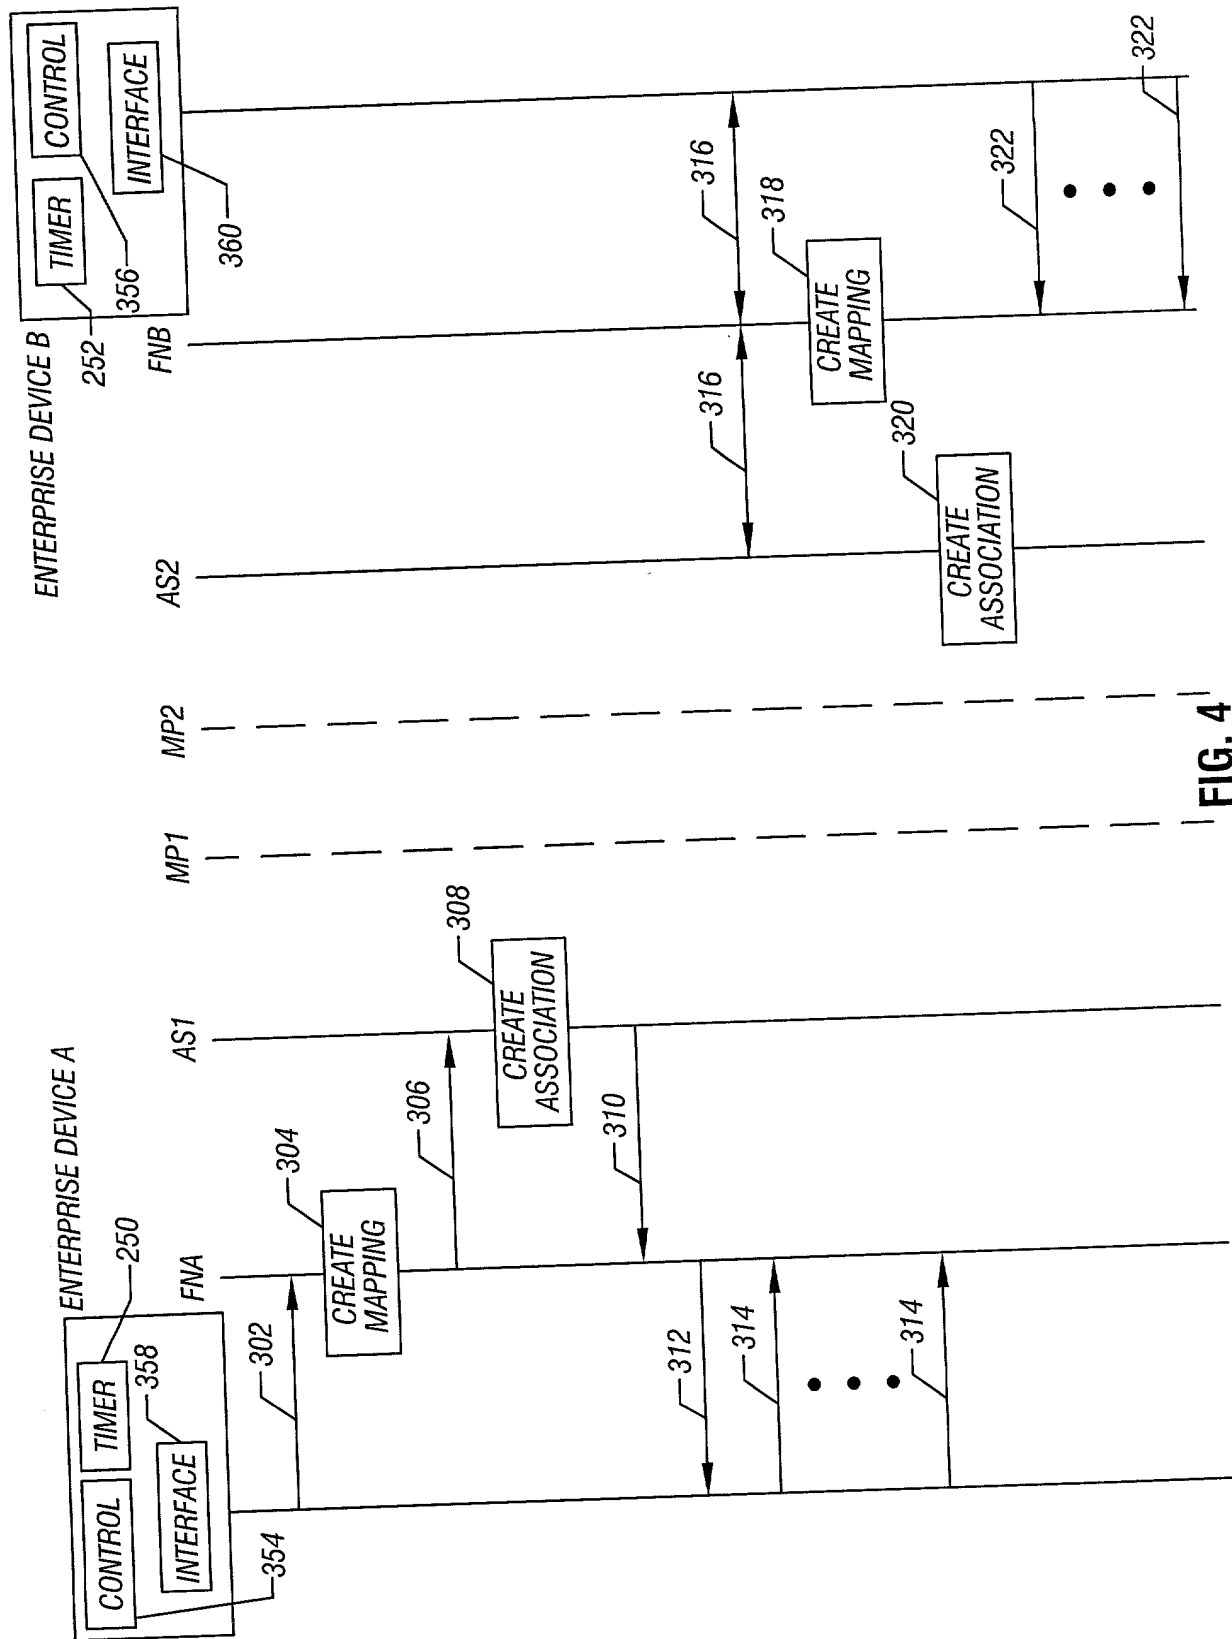 ENTERPRISE DEVICE A
CONTROL
TIMER
INTERFACE
354
250
358
FNA
AS1
MP1
MP2
AS2
FNB
ENTERPRISE DEVICE B
TIMER
CONTROL
INTERFACE
252
356
360
302
304
CREATE
MAPPING
306
308
CREATE
ASSOCIATION
310
312
314
314
316
316
318
CREATE
MAPPING
320
CREATE
ASSOCIATION
322
322
FIG. 4